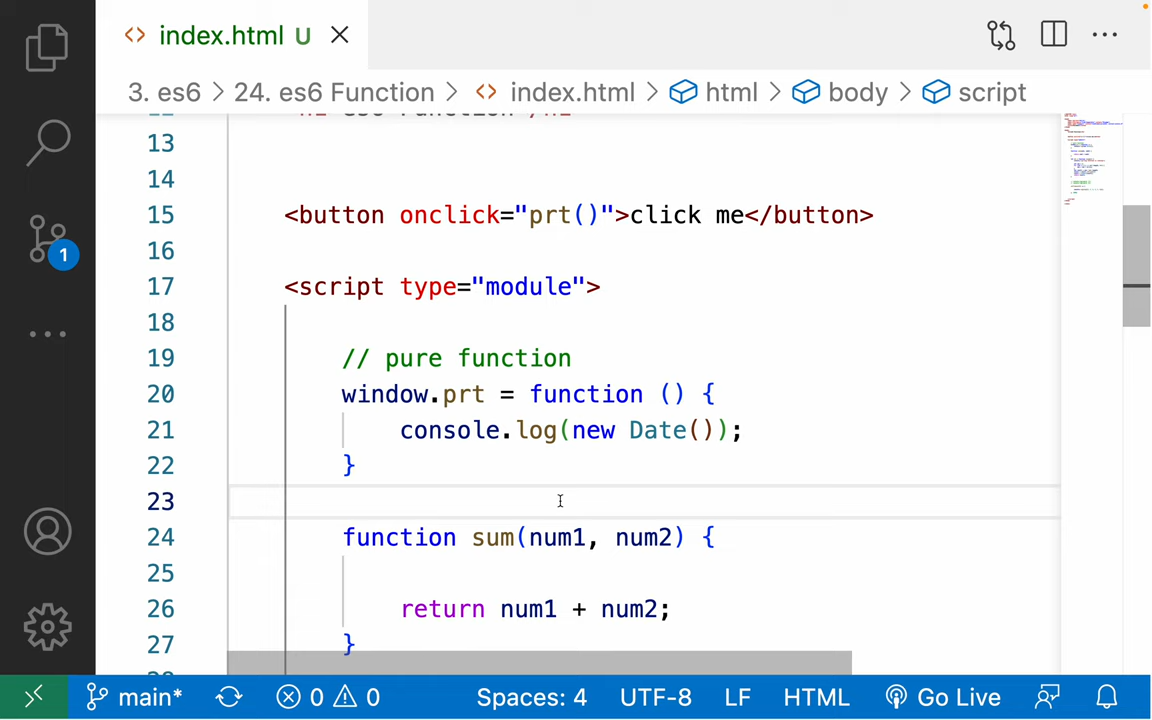 index.html U
3. es6 > 24. es6 Function > index.html > html > body > script
13
14
15 <button onclick="prt()">click me</button>
16
17 <script type="module">
18
19 // pure function
20 window.prt = function () {
21 console.log(new Date());
22 }
23
24 function sum(num1, num2) {
25
26 return num1 + num2;
27 }
1
main* 0 0 Spaces: 4 UTF-8 LF HTML Go Live